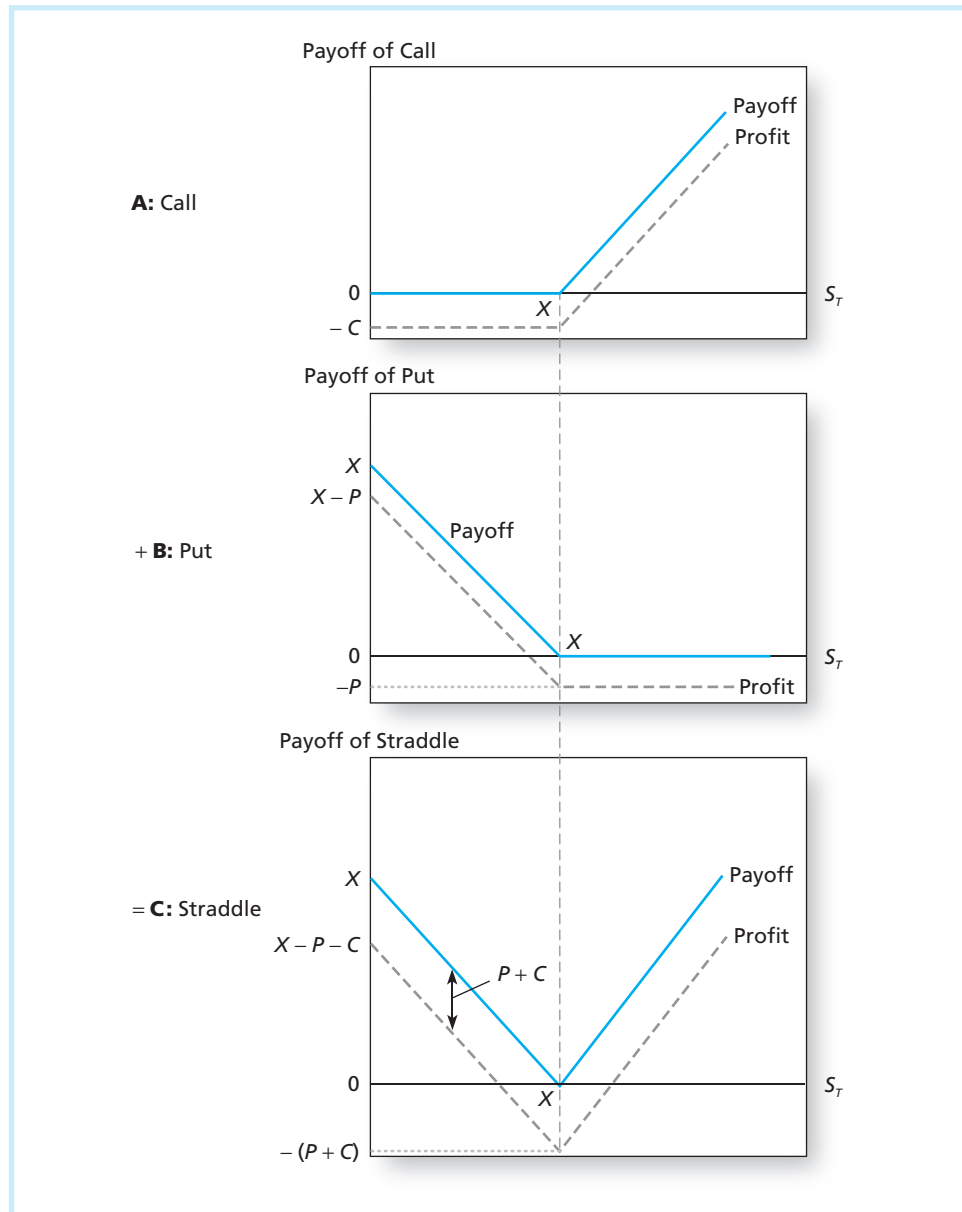 Payoff of Call
Payoff
Profit
A: Call
0
S_T
X
– C
Payoff of Put
X
X – P
Payoff
+ B: Put
X
0
S_T
–P
Profit
Payoff of Straddle
X
Payoff
= C: Straddle
X – P – C
Profit
P + C
0
S_T
X
– (P + C)